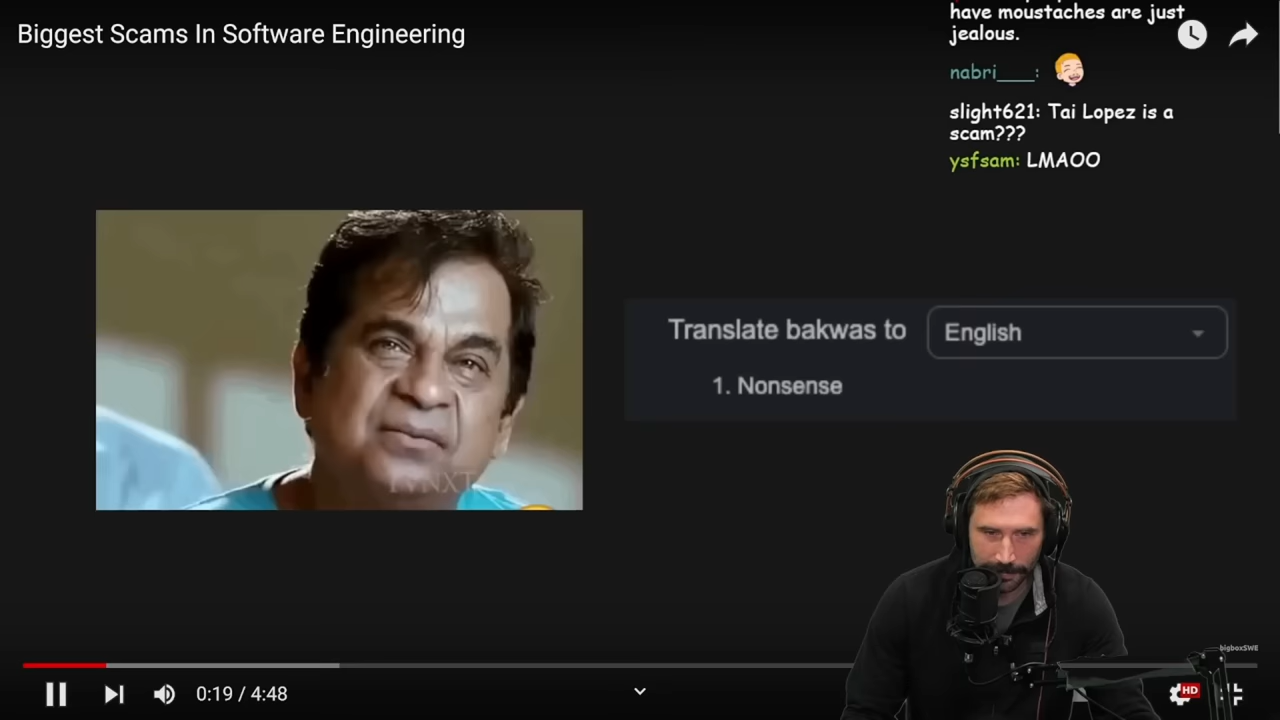 Biggest Scams In Software Engineering
have moustaches are just
jealous.
nabri___:
slight621: Tai Lopez is a
scam???
ysfsam: LMAOO
Translate bakwas to
English
1. Nonsense
bigboxSWE
0:19 / 4:48
HD